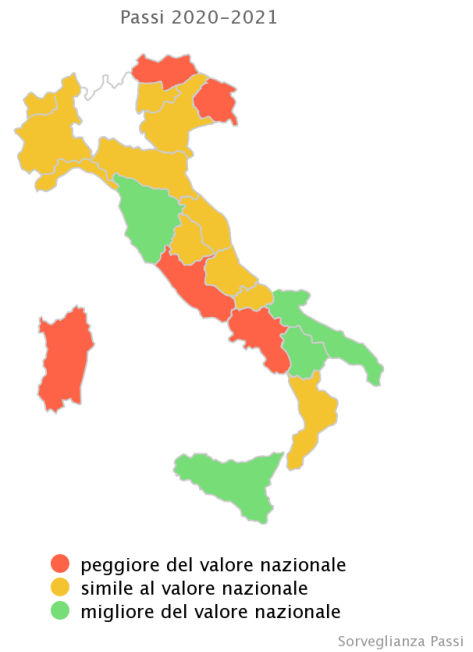 Passi 2020-2021
peggiore del valore nazionale
simile al valore nazionale
migliore del valore nazionale
Sorveglianza Passi